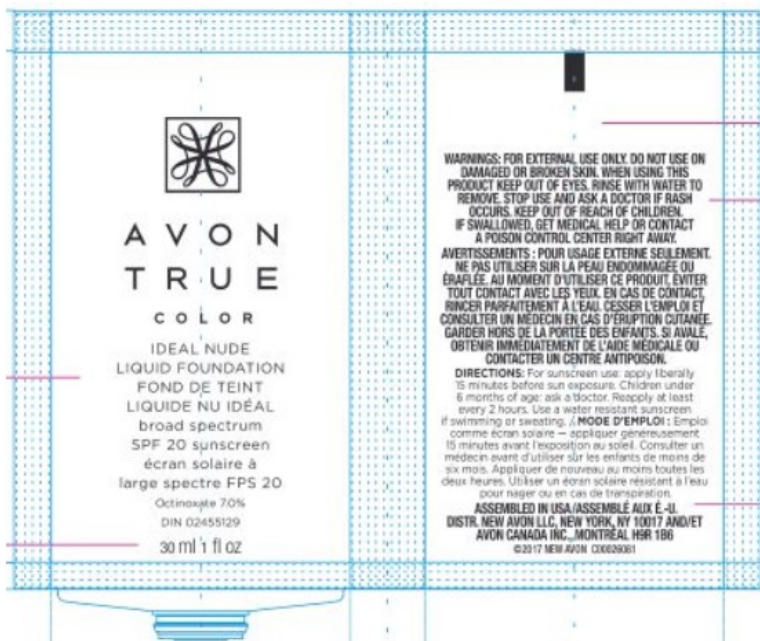 AVON
TRUE
COLOR
IDEAL NUDE
LIQUID FOUNDATION
FOND DE TEINT
LIQUIDE NU IDÉAL
broad spectrum
SPF 20 sunscreen
écran solaire à
large spectre FPS 20
Octinoxate 7.0%
DIN 02455129
30 ml 1 fl oz
WARNINGS: FOR EXTERNAL USE ONLY. DO NOT USE ON
DAMAGED OR BROKEN SKIN. WHEN USING THIS
PRODUCT KEEP OUT OF EYES. RINSE WITH WATER TO
REMOVE. STOP USE AND ASK A DOCTOR IF RASH
OCCURS. KEEP OUT OF REACH OF CHILDREN.
IF SWALLOWED, GET MEDICAL HELP OR CONTACT
A POISON CONTROL CENTER RIGHT AWAY.
AVERTISSEMENTS : POUR USAGE EXTERNE SEULEMENT.
NE PAS UTILISER SUR LA PEAU ENDOMMAGÉE OU
ÉRAFLÉE. AU MOMENT D'UTILISER CE PRODUIT, ÉVITER
TOUT CONTACT AVEC LES YEUX. EN CAS DE CONTACT,
RINCER PARFAITEMENT À L'EAU. CESSER L'EMPLOI ET
CONSULTER UN MÉDECIN EN CAS D'ÉRUPTION CUTANÉE.
GARDER HORS DE LA PORTÉE DES ENFANTS. SI AVALÉ,
OBTENIR IMMÉDIATEMENT DE L'AIDE MÉDICALE OU
CONTACTER UN CENTRE ANTIPOISON.
DIRECTIONS: For sunscreen use: apply liberally
15 minutes before sun exposure. Children under
6 months of age: ask a doctor. Reapply at least
every 2 hours. Use a water resistant sunscreen
if swimming or sweating. / MODE D'EMPLOI : Emploi
comme écran solaire — appliquer généreusement
15 minutes avant l'exposition au soleil. Consulter un
médecin avant d'utiliser sur les enfants de moins de
six mois. Appliquer de nouveau au moins toutes les
deux heures. Utiliser un écran solaire résistant à l'eau
pour nager ou en cas de transpiration.
ASSEMBLED IN USA/ASSEMBLÉ AUX É.-U.
DISTR. NEW AVON LLC, NEW YORK, NY 10017 AND/ET
AVON CANADA INC., MONTRÉAL H9R 1B6
©2017 NEW AVON C00026081